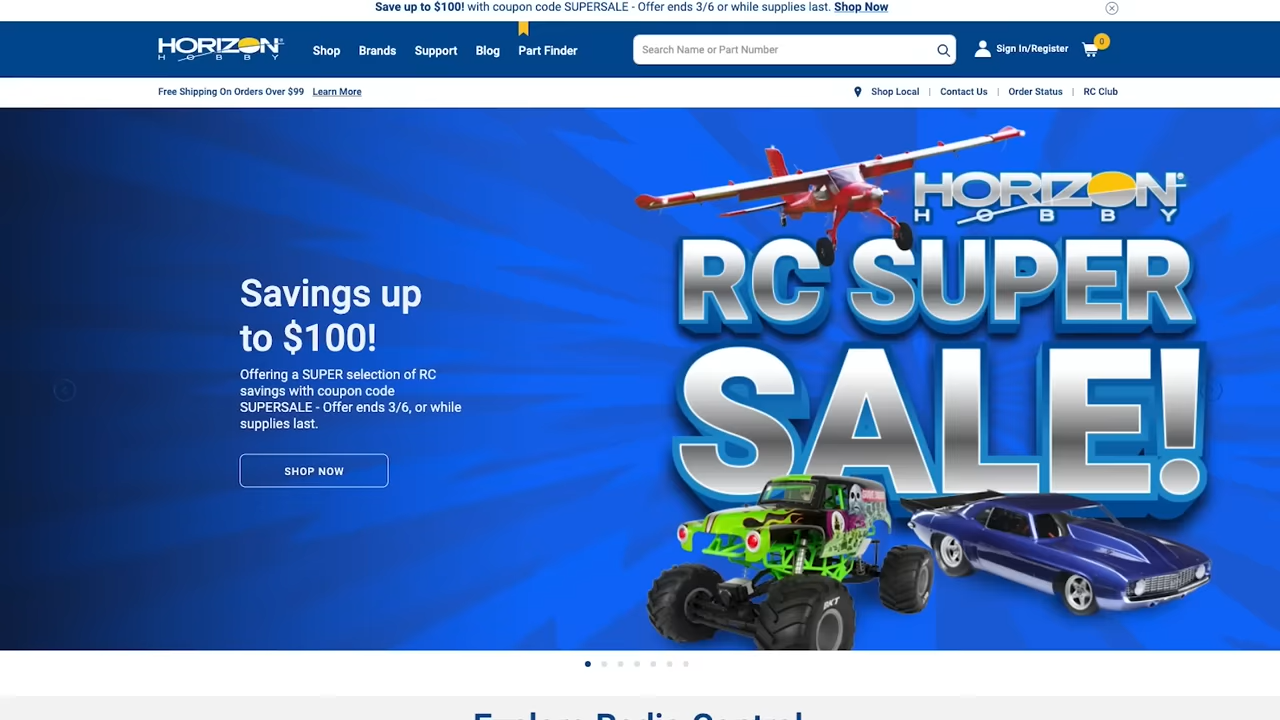 Save up to $100! with coupon code SUPERSALE - Offer ends 3/6 or while supplies last. Shop Now
HORIZON
HOBBY
Shop Brands Support Blog Part Finder
Search Name or Part Number
Sign In/Register
0
Free Shipping On Orders Over $99 Learn More
Shop Local | Contact Us | Order Status | RC Club
HORIZON
HOBBY
RC SUPER
SALE!
Savings up
to $100!
Offering a SUPER selection of RC
savings with coupon code
SUPERSALE - Offer ends 3/6, or while
supplies last.
SHOP NOW
BKT
Explore Radio Control